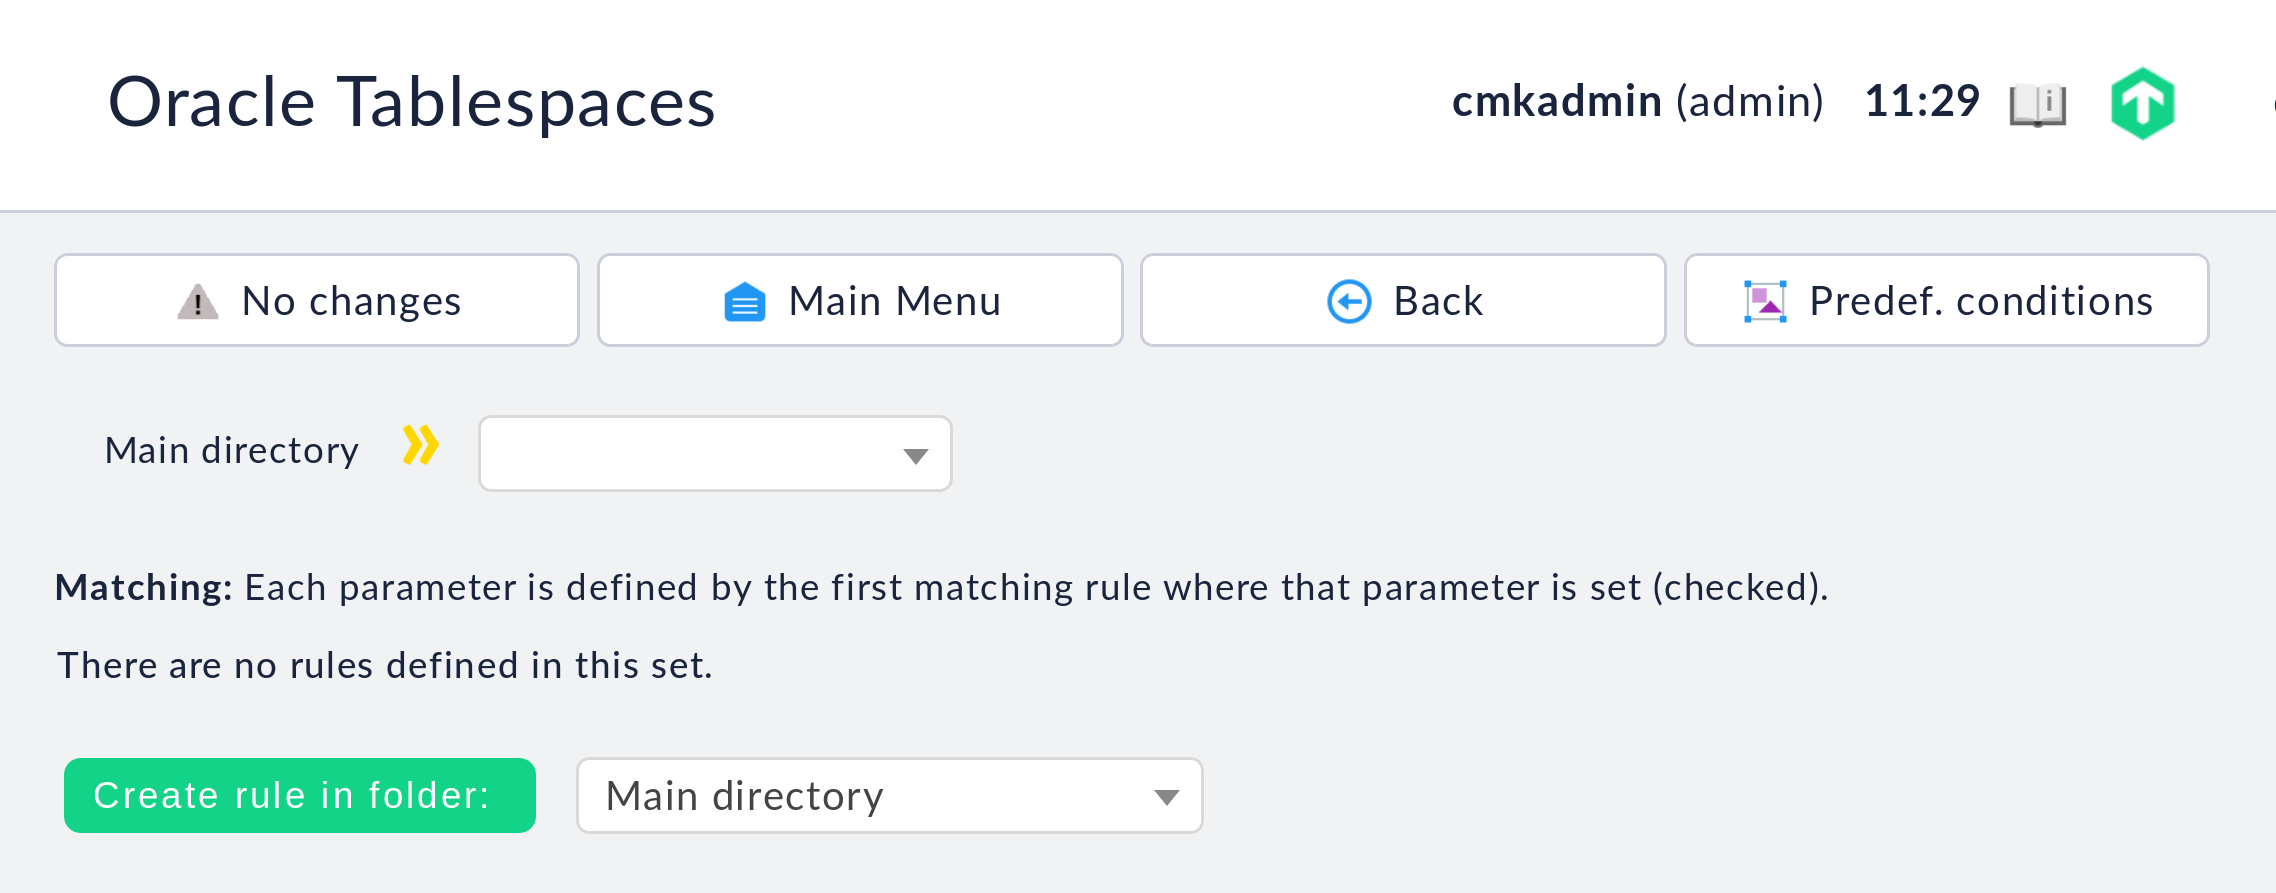 Oracle Tablespaces
cmkadmin (admin) 11:29
No changes
Main Menu
Back
Predef. conditions
Main directory
Matching: Each parameter is defined by the first matching rule where that parameter is set (checked).
There are no rules defined in this set.
Create rule in folder:
Main directory